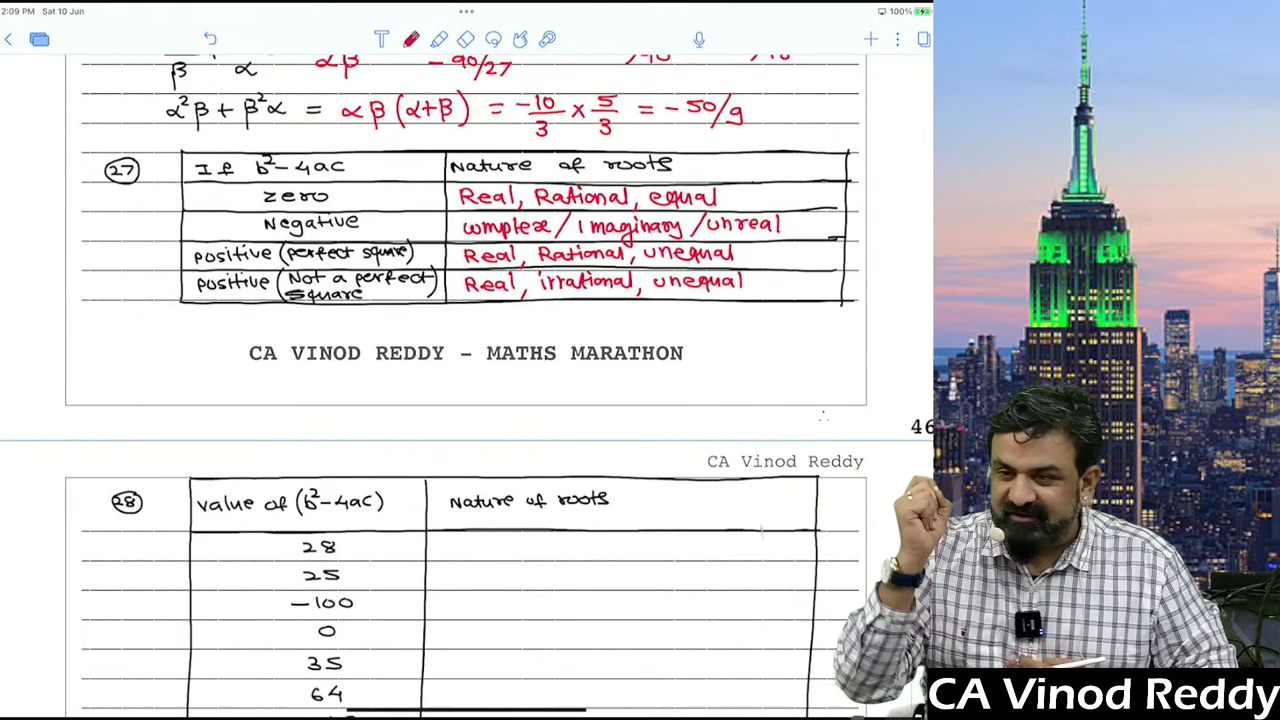 2:09 PM Sat 10 Jun
100%
β α αβ - 90/27
α²β + β²α = αβ (α+β) = -10/3 × 5/3 = - 50/9
27 If b²-4ac Nature of roots
zero Real, Rational, equal
Negative complex / Imaginary / unreal
positive (perfect square) Real, Rational, unequal
positive (Not a perfect square Real, irrational, unequal
CA VINOD REDDY - MATHS MARATHON
46
CA Vinod Reddy
28 value of (b²-4ac) Nature of roots
28
25
-100
0
35
64
CA Vinod Reddy